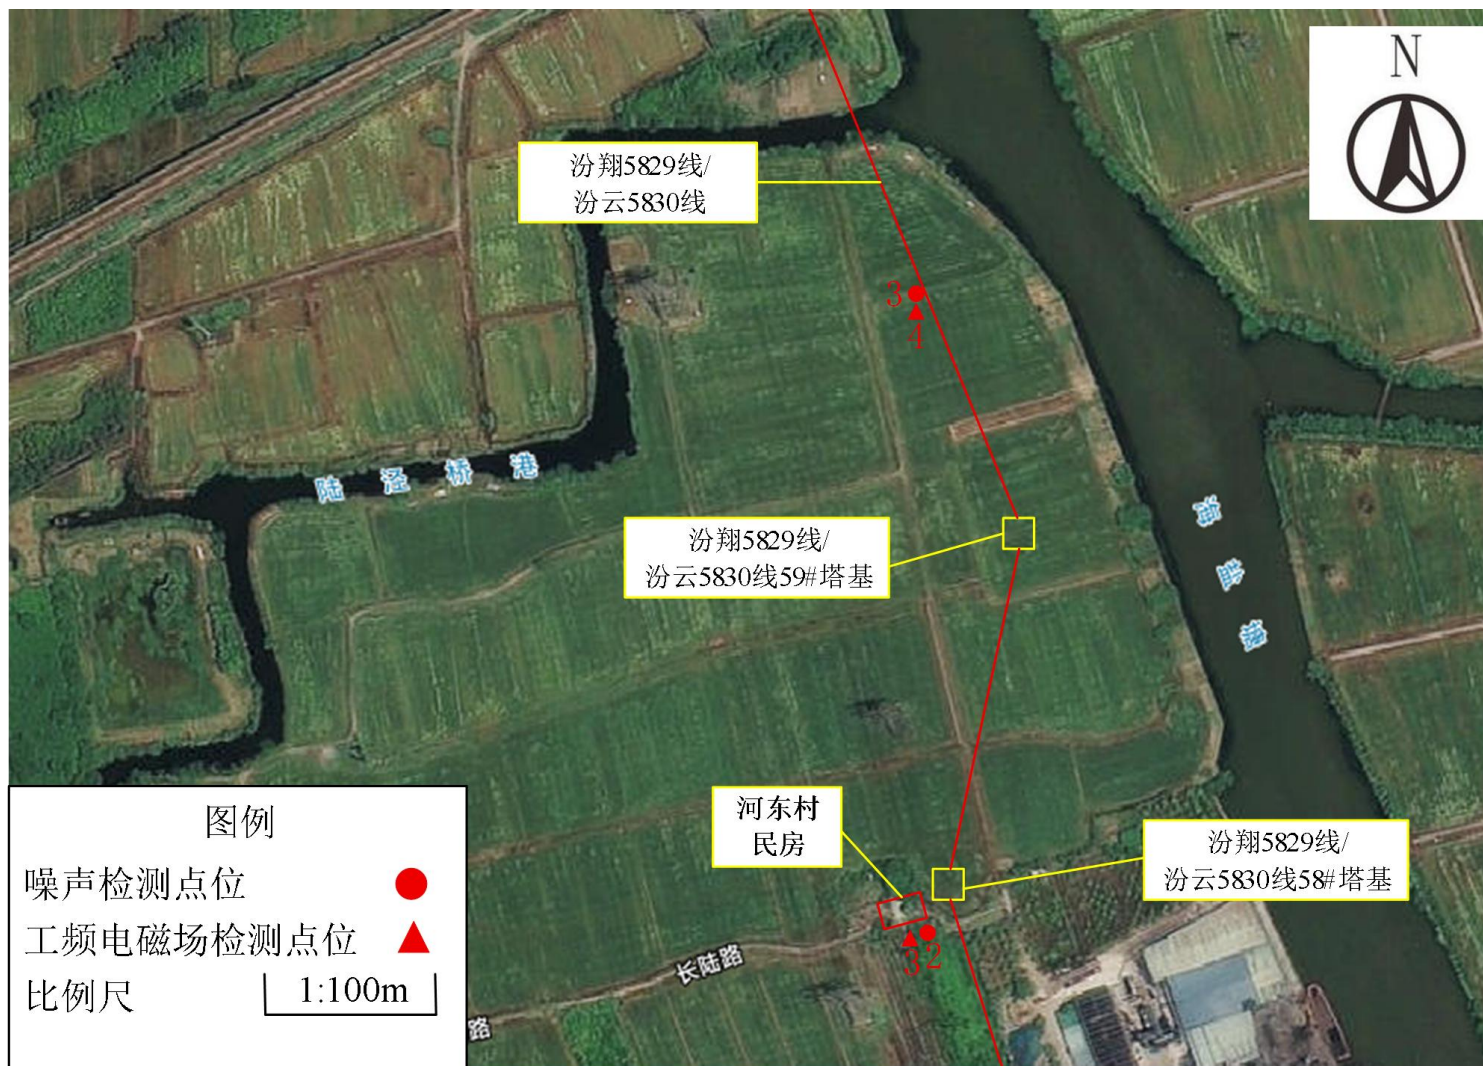 N
汾翔5829线/
汾云5830线
3
4
陆泾桥港
汾翔5829线/
汾云5830线59#塔基
海盐塘
河东村
民房
汾翔5829线/
汾云5830线58#塔基
3 2
长陆路
路
图例
噪声检测点位
工频电磁场检测点位
比例尺 1:100m